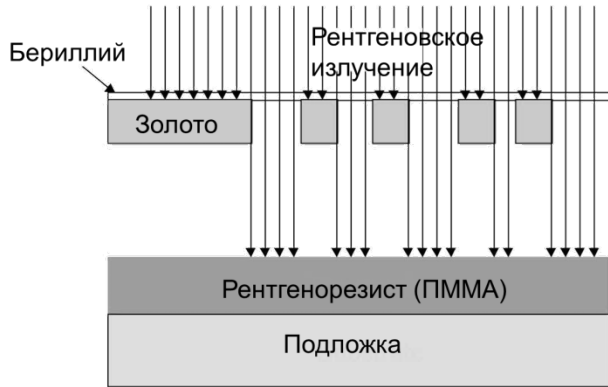 Рентгеновское
излучение
Бериллий
Золото
Рентгенорезист (ПММА)
Подложка